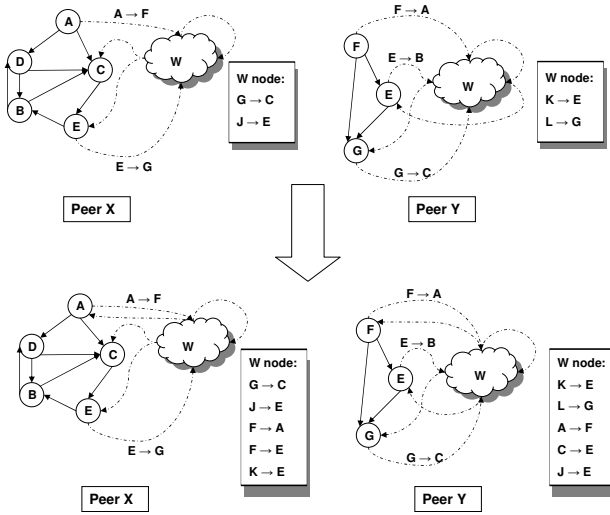 A → F
A
D
C
B
E
W
E → G
W node:
G → C
J → E
Peer X
F → A
F
E → B
E
G
W
G → C
W node:
K → E
L → G
Peer Y
A → F
A
D
C
B
E
W
E → G
W node:
G → C
J → E
F → A
F → E
K → E
Peer X
F → A
F
E → B
E
G
W
G → C
W node:
K → E
L → G
A → F
C → E
J → E
Peer Y